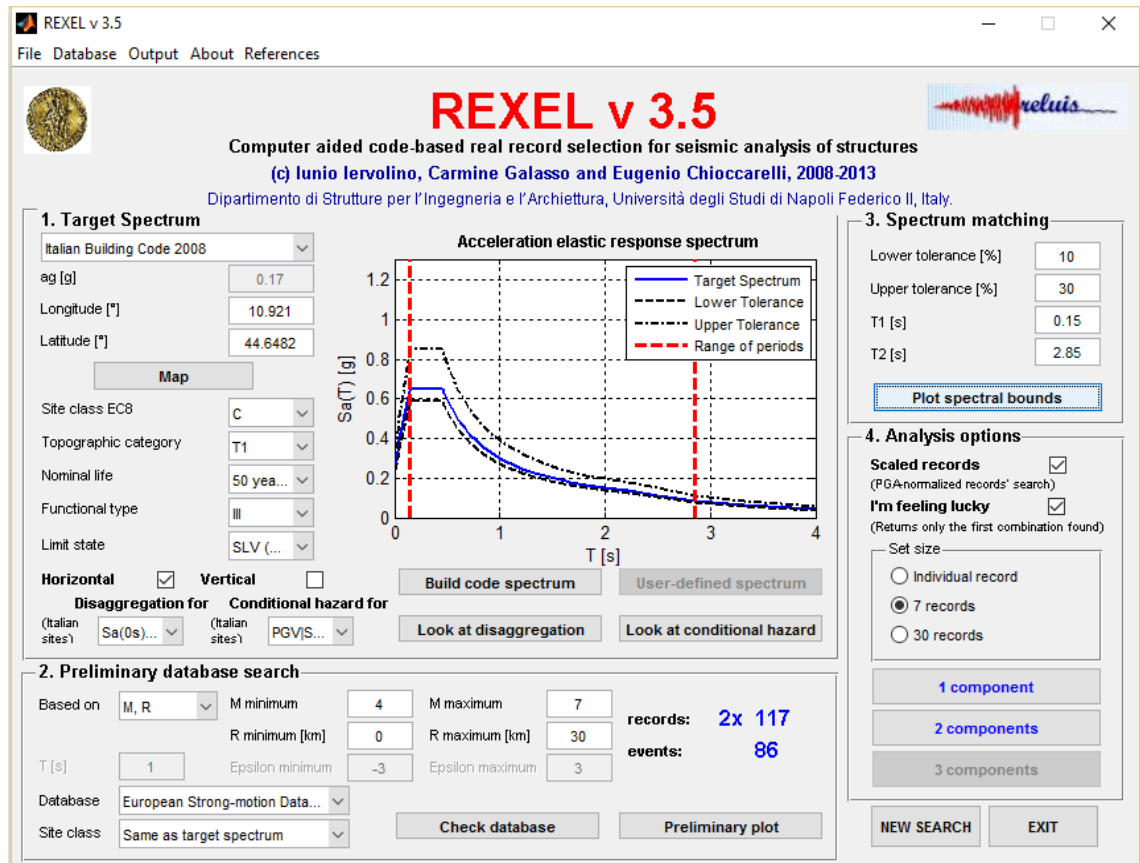 REXEL v 3.5
File Database Output About References
REXEL v 3.5
reluis
Computer aided code-based real record selection for seismic analysis of structures
(c) Iunio Iervolino, Carmine Galasso and Eugenio Chioccarelli, 2008-2013
Dipartimento di Strutture per l'Ingegneria e l'Archiettura, Università degli Studi di Napoli Federico II, Italy.
1. Target Spectrum
Italian Building Code 2008
ag [g] 0.17
Longitude [°] 10.921
Latitude [°] 44.6482
Map
Site class EC8 C
Topographic category T1
Nominal life 50 yea...
Functional type III
Limit state SLV (...
Horizontal Vertical
Disaggregation for Conditional hazard for
(Italian sites) Sa(0s)... (Italian sites) PGV|S...
Acceleration elastic response spectrum
Sa(T) [g]
1.2
1
0.8
0.6
0.4
0.2
0
0 1 2 3 4
T [s]
Target Spectrum
Lower Tolerance
Upper Tolerance
Range of periods
Build code spectrum User-defined spectrum
Look at disaggregation Look at conditional hazard
2. Preliminary database search
Based on M, R M minimum 4 M maximum 7
R minimum [km] 0 R maximum [km] 30
T [s] 1 Epsilon minimum -3 Epsilon maximum 3
records: 2x 117
events: 86
Database European Strong-motion Data...
Site class Same as target spectrum
Check database Preliminary plot
3. Spectrum matching
Lower tolerance [%] 10
Upper tolerance [%] 30
T1 [s] 0.15
T2 [s] 2.85
Plot spectral bounds
4. Analysis options
Scaled records
(PGA-normalized records' search)
I'm feeling lucky
(Returns only the first combination found)
Set size
Individual record
7 records
30 records
1 component
2 components
3 components
NEW SEARCH EXIT